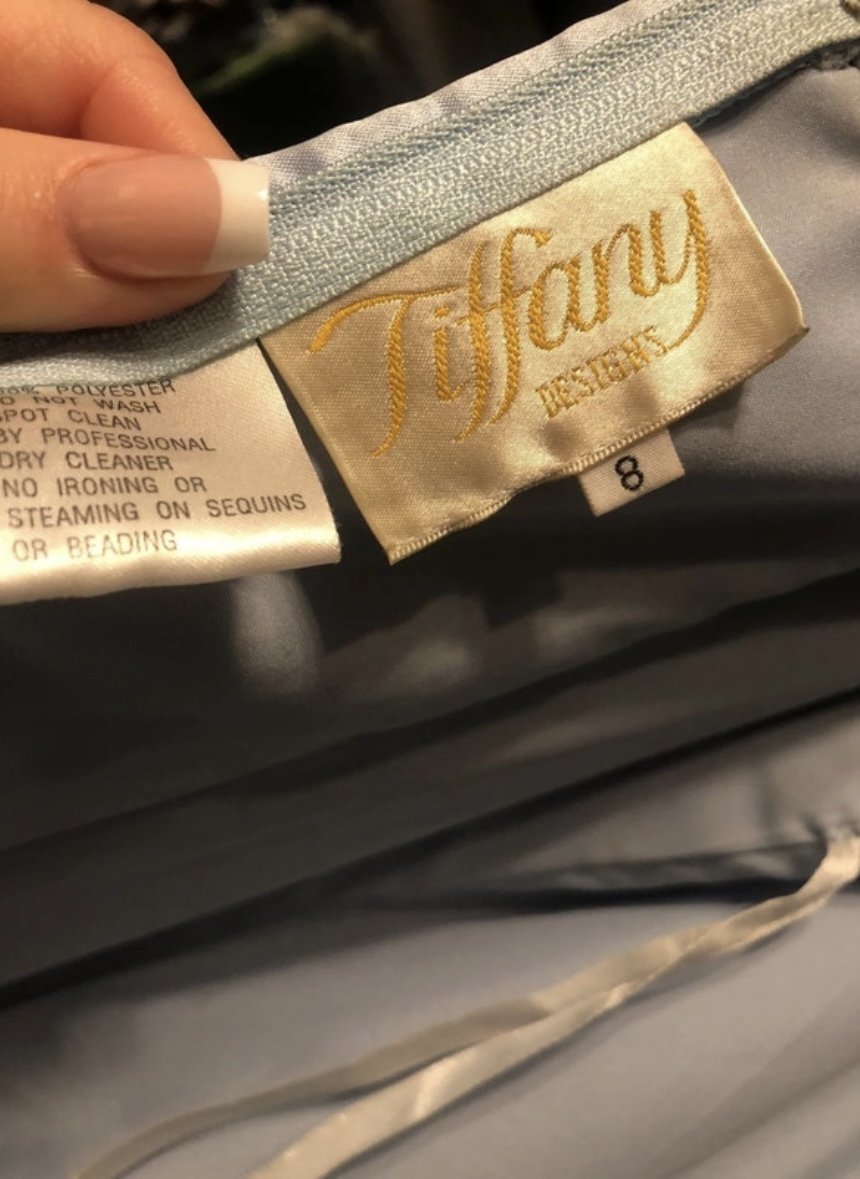 % POLYESTER
O NOT WASH
SPOT CLEAN
BY PROFESSIONAL
DRY CLEANER
NO IRONING OR
STEAMING ON SEQUINS
OR BEADING
Tiffany
DESIGNS
8